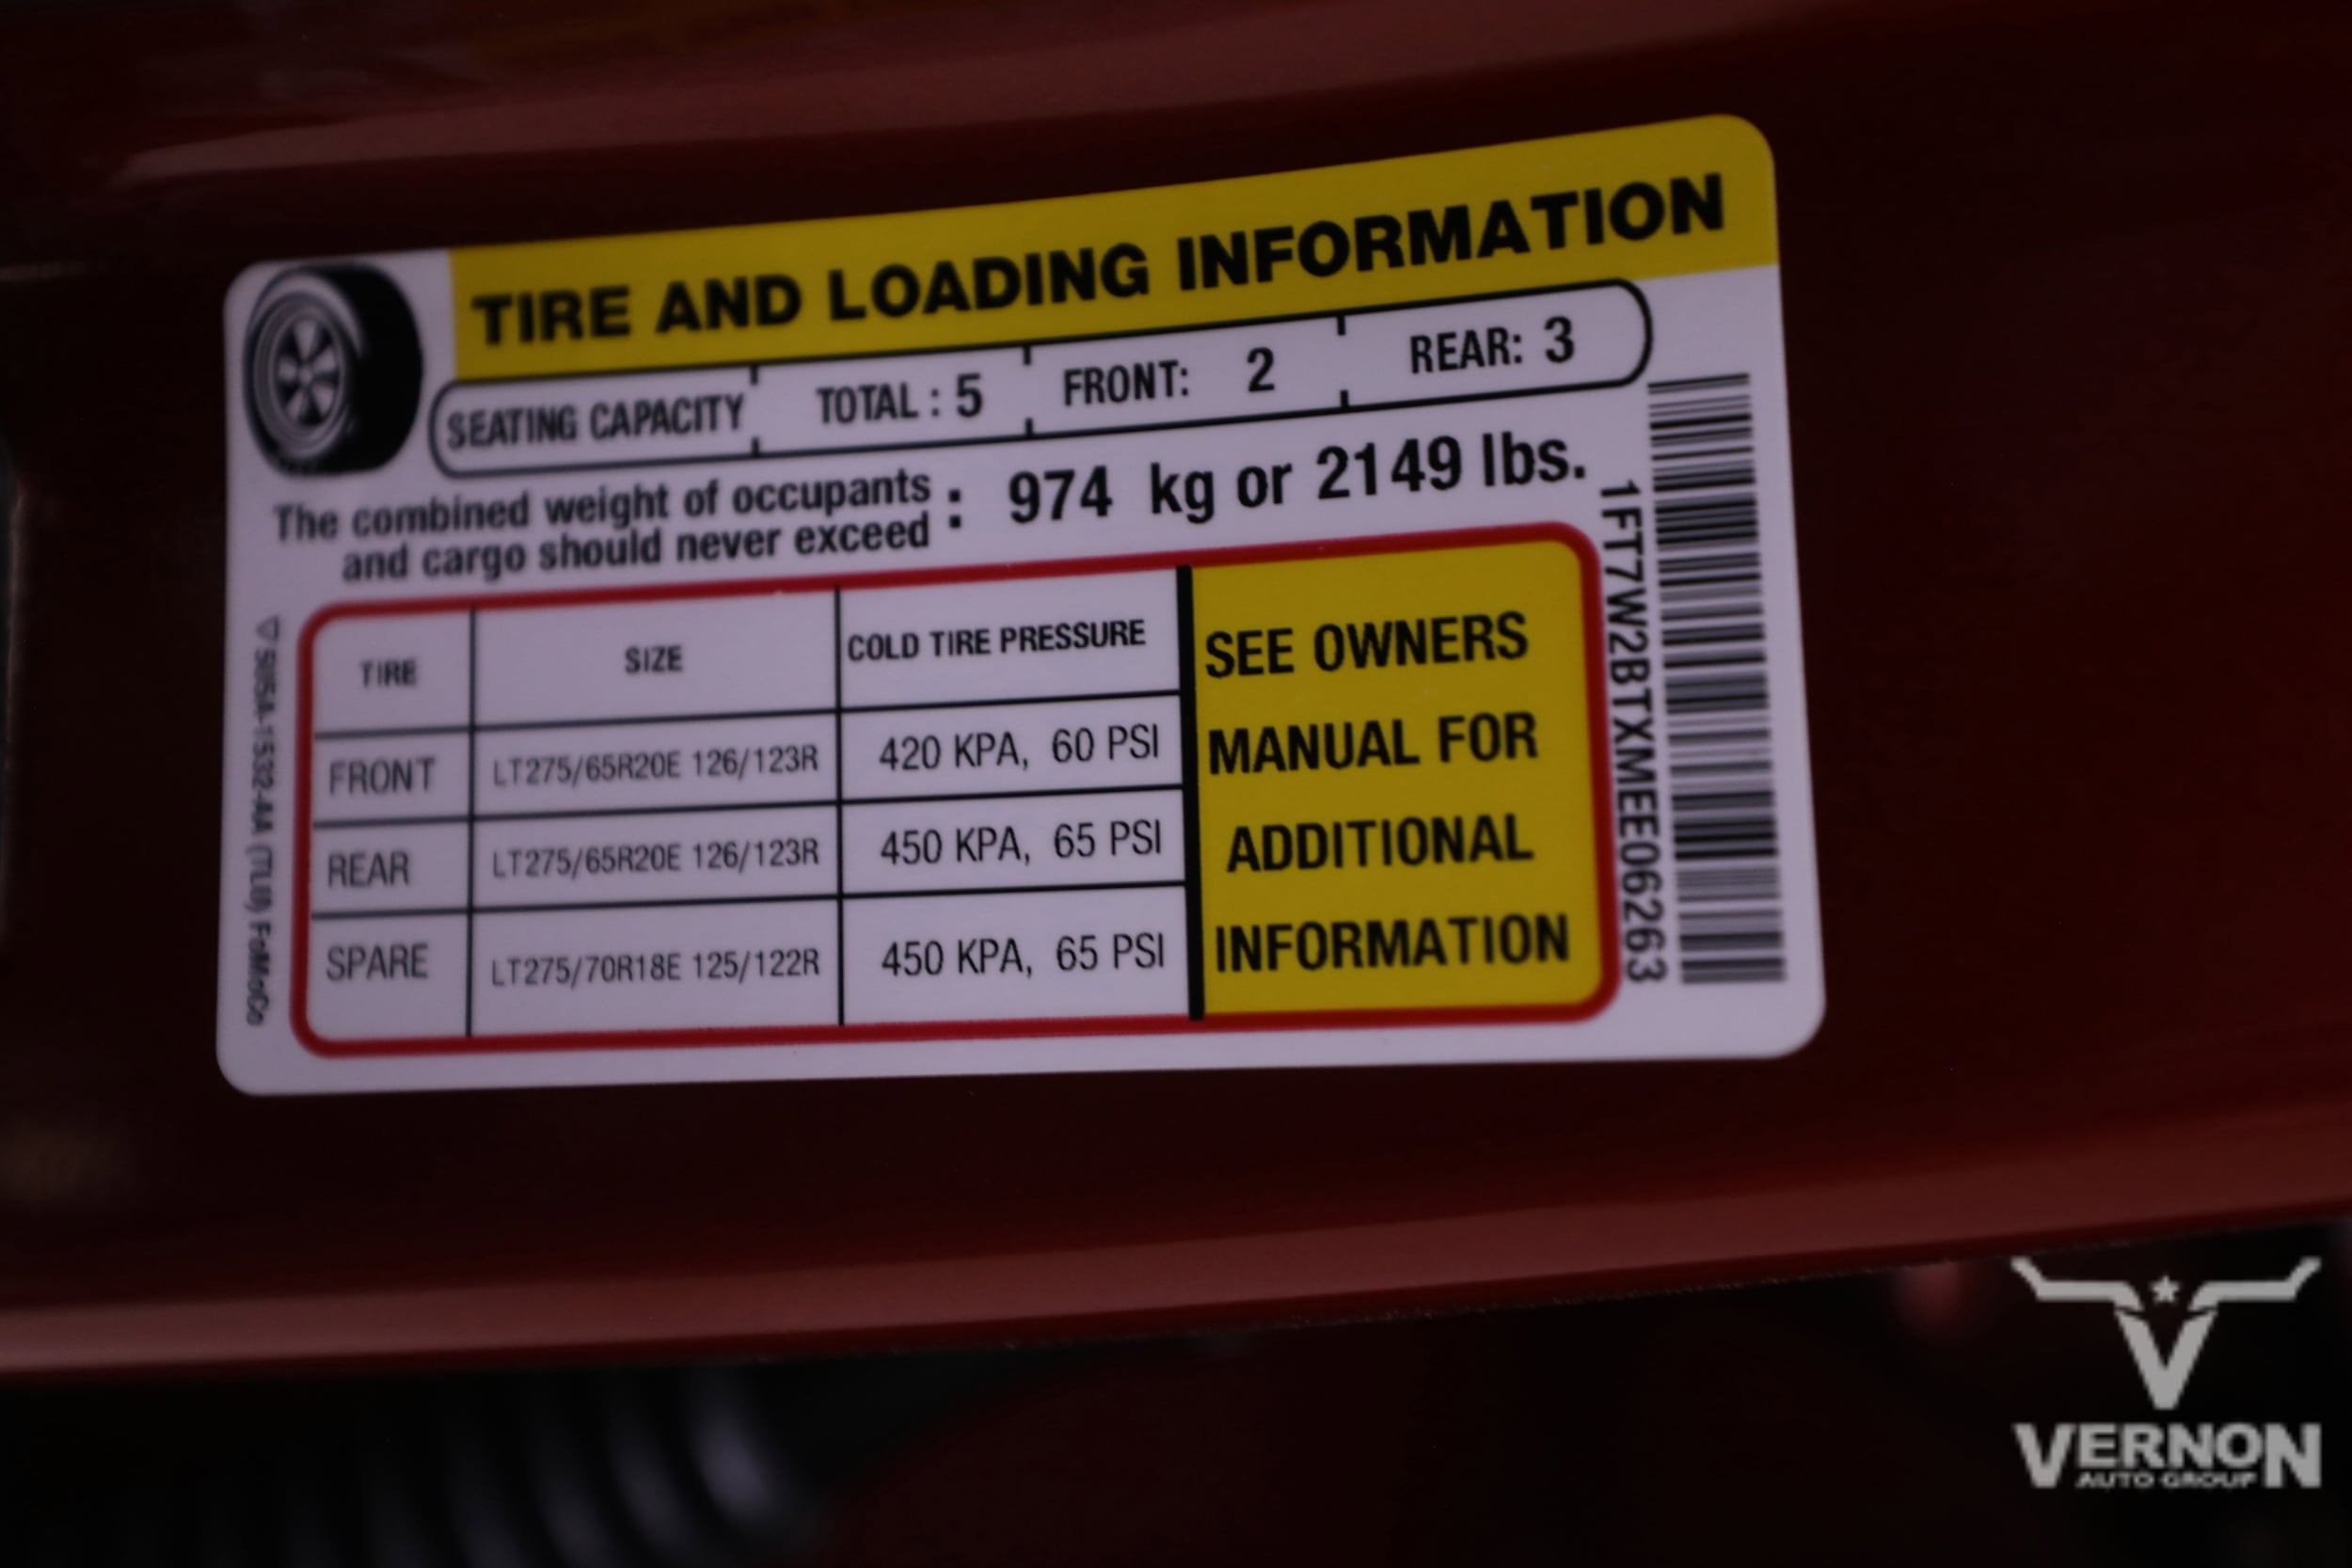 TIRE AND LOADING INFORMATION
SEATING CAPACITY TOTAL : 5 FRONT: 2 REAR: 3
The combined weight of occupants
and cargo should never exceed : 974 kg or 2149 lbs.
TIRE SIZE COLD TIRE PRESSURE
FRONT LT275/65R20E 126/123R 420 KPA, 60 PSI
REAR LT275/65R20E 126/123R 450 KPA, 65 PSI
SPARE LT275/70R18E 125/122R 450 KPA, 65 PSI
SEE OWNERS
MANUAL FOR
ADDITIONAL
INFORMATION
1FT7W2BTXMEE06263
(TLB) FoMoCo
VERNON
AUTO GROUP